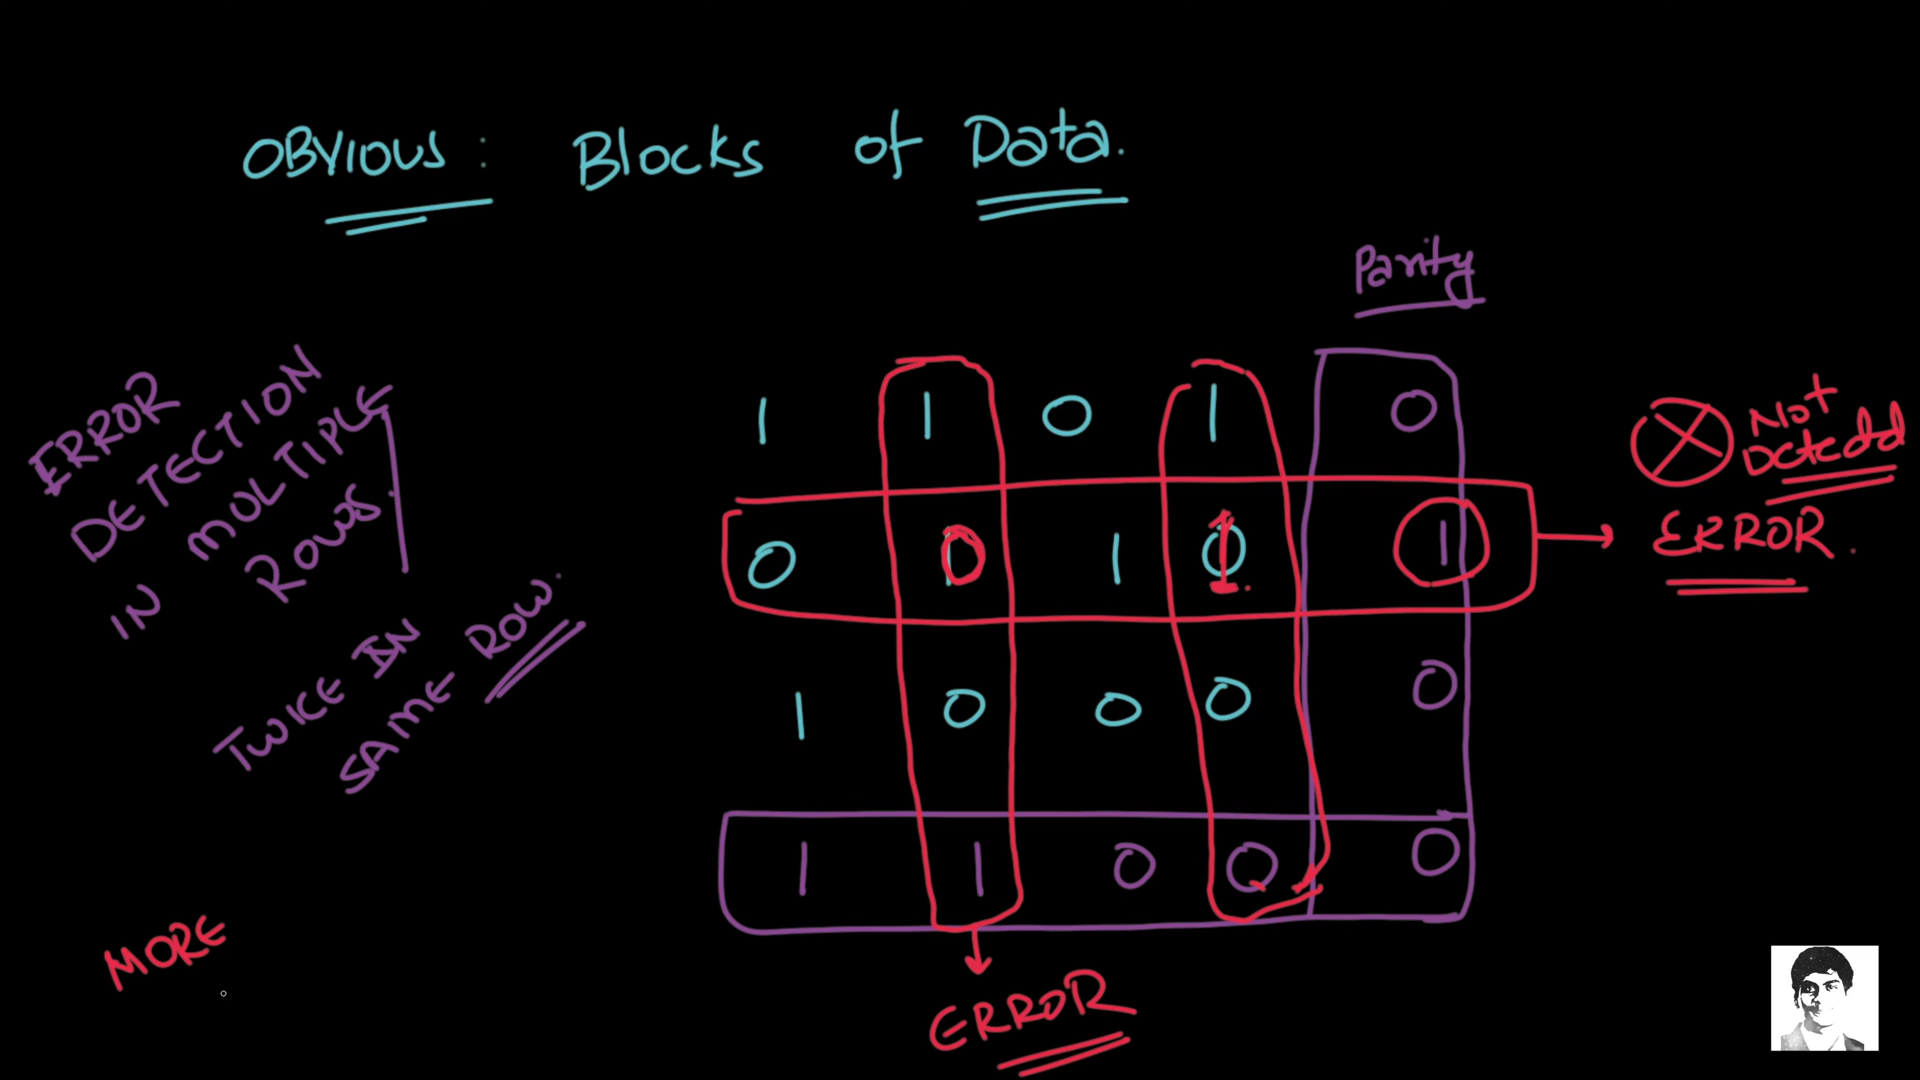 OBVIOUS : Blocks of Data.
Parity
1 1 0 1 0
0 0 1 1 1
1 0 0 0 0
1 1 0 0 0
Not
Detectdd
ERROR.
ERROR
DETECTION
IN MULTIPLE
ROWS.
TWICE IN
SAME ROW.
MORE
ERROR